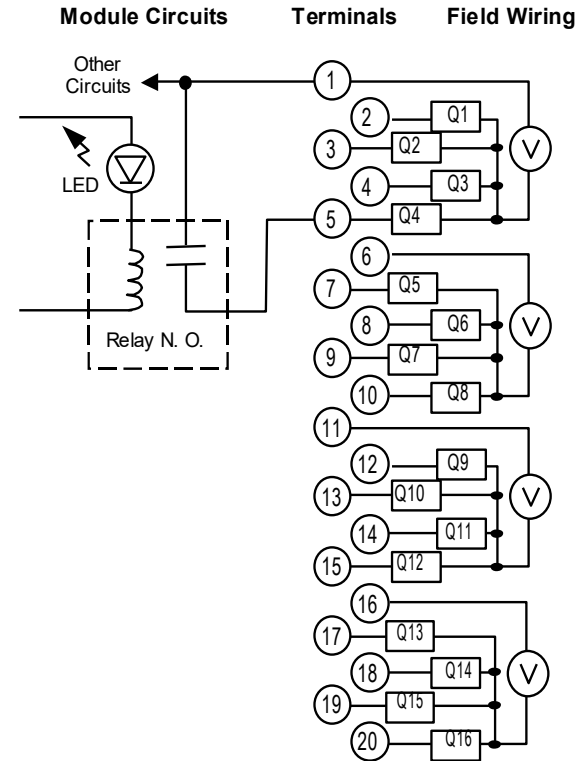 Module Circuits Terminals Field Wiring
Other
Circuits
1
2 Q1
3 Q2
V
LED
4 Q3
5 Q4
6
7 Q5
8 Q6
V
Relay N. O.
9 Q7
10 Q8
11
12 Q9
13 Q10
V
14 Q11
15 Q12
16
17 Q13
18 Q14
V
19 Q15
20 Q16